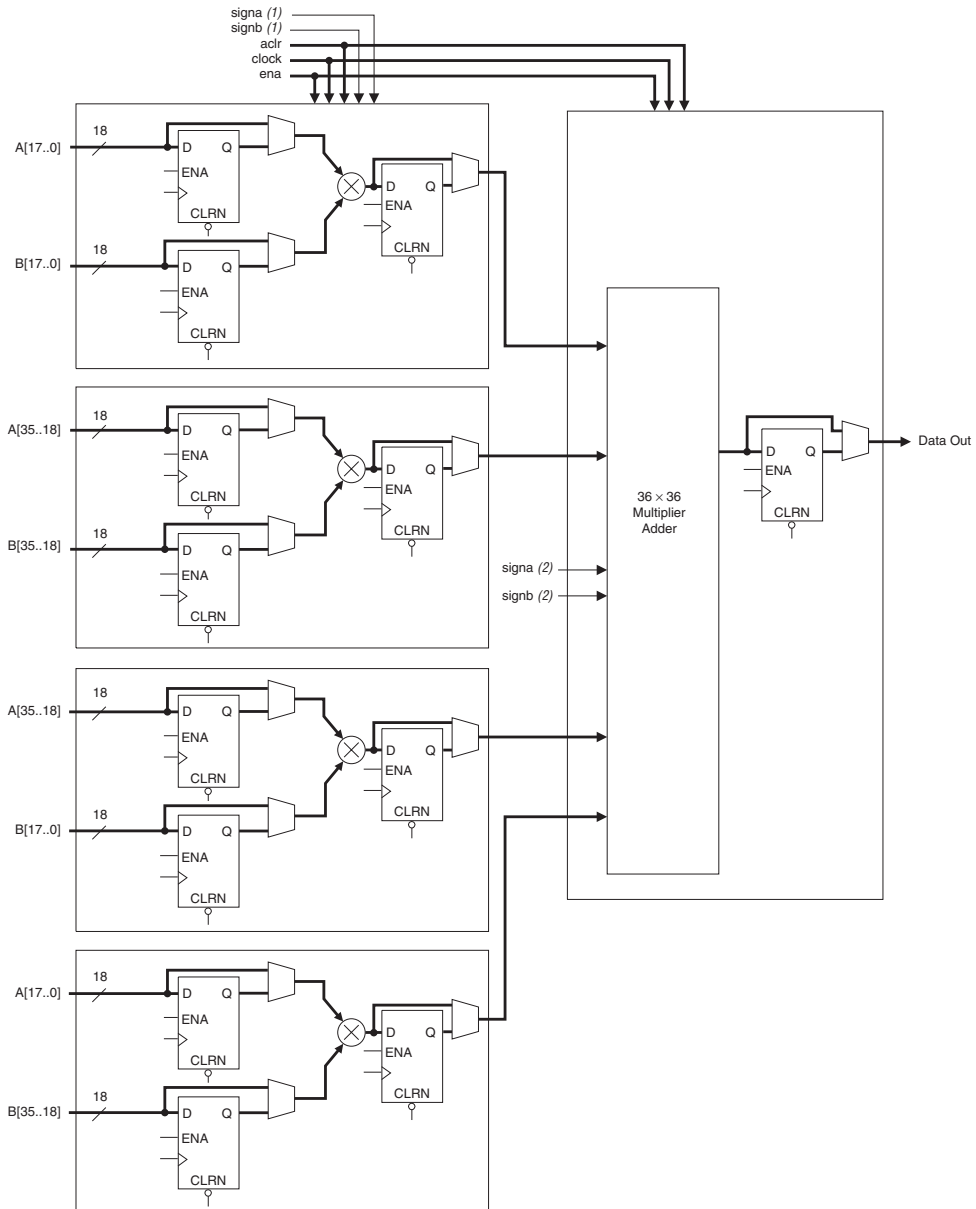 signa (1)
signb (1)
aclr
clock
ena
18
A[17..0]
D Q
ENA
CLRN
D Q
ENA
CLRN
18
B[17..0]
D Q
ENA
CLRN
18
A[35..18]
D Q
ENA
CLRN
D Q
ENA
CLRN
18
B[35..18]
D Q
ENA
CLRN
36 × 36
Multiplier
Adder
D Q
ENA
CLRN
Data Out
signa (2)
signb (2)
18
A[35..18]
D Q
ENA
CLRN
D Q
ENA
CLRN
18
B[17..0]
D Q
ENA
CLRN
18
A[17..0]
D Q
ENA
CLRN
D Q
ENA
CLRN
18
B[35..18]
D Q
ENA
CLRN